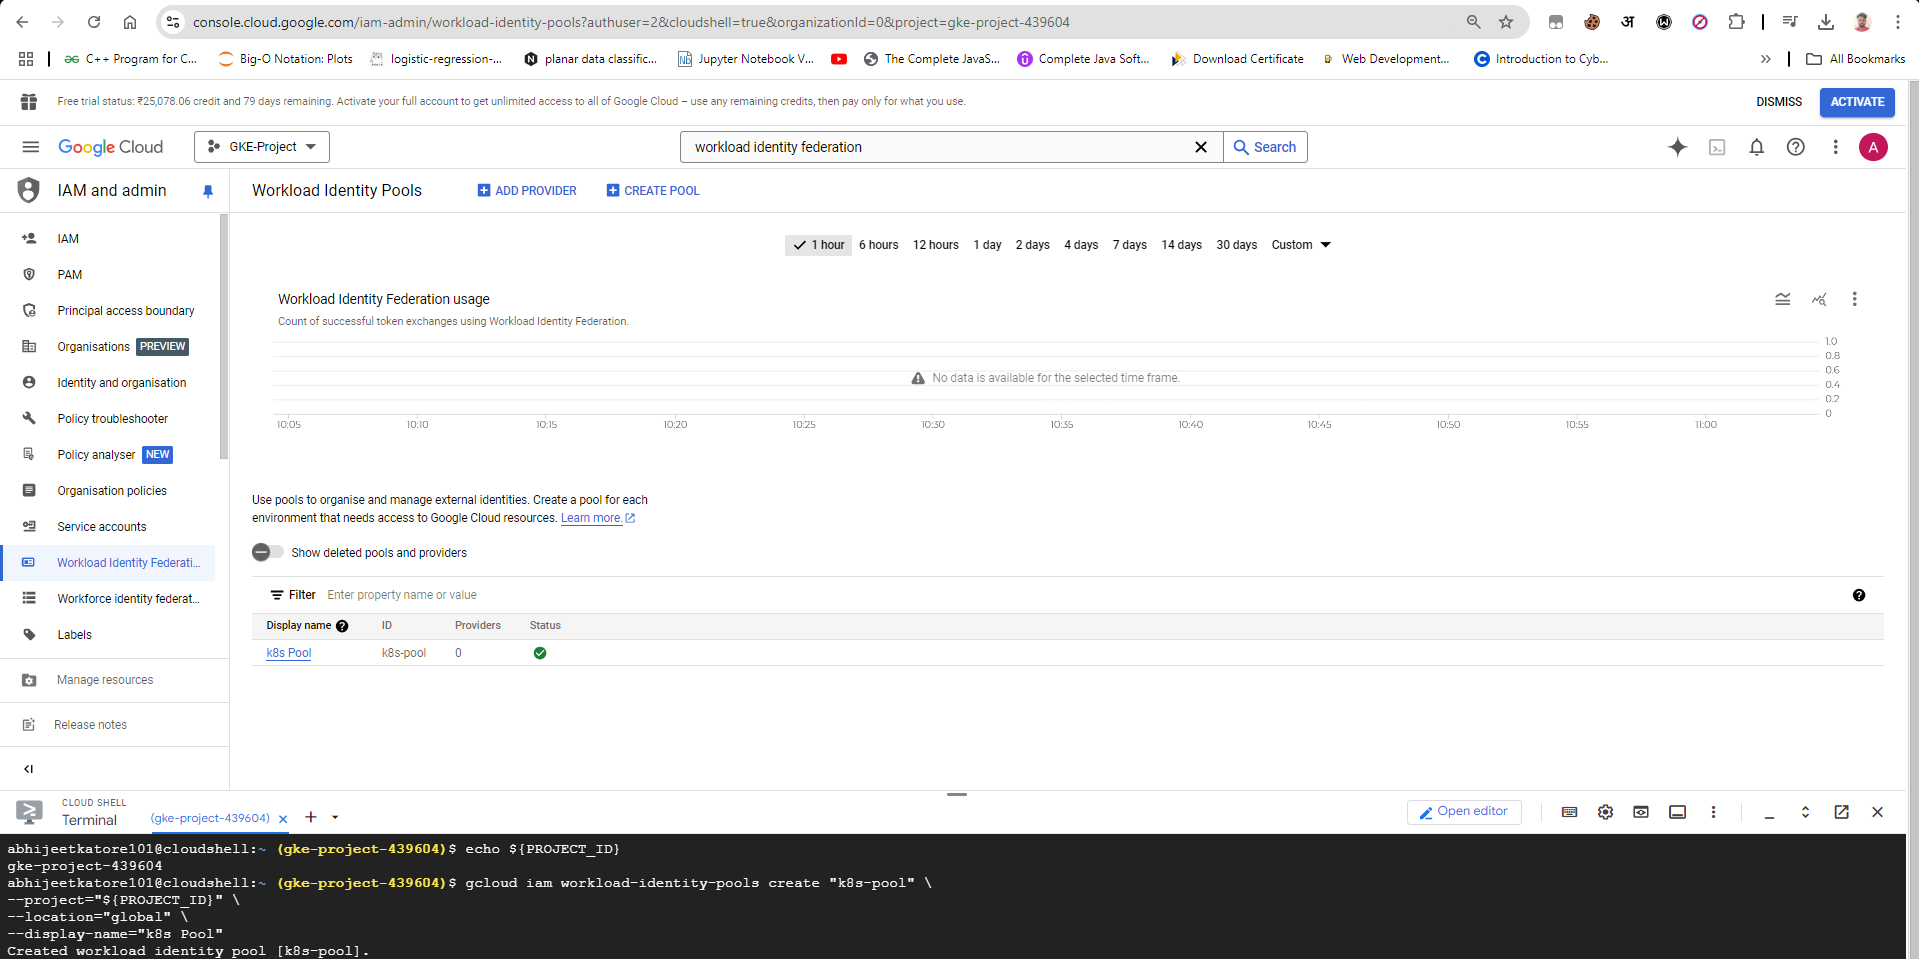 console.cloud.google.com/iam-admin/workload-identity-pools?authuser=2&cloudshell=true&organizationId=0&project=gke-project-439604
C++ Program for C...
Big-O Notation: Plots
logistic-regression-...
planar data classific...
Jupyter Notebook V...
The Complete JavaS...
Complete Java Soft...
Download Certificate
Web Development...
Introduction to Cyb...
All Bookmarks
Free trial status: ₹25,078.06 credit and 79 days remaining. Activate your full account to get unlimited access to all of Google Cloud – use any remaining credits, then pay only for what you use.
DISMISS
ACTIVATE
Google Cloud
GKE-Project
workload identity federation
Search
A
IAM and admin
Workload Identity Pools
ADD PROVIDER
CREATE POOL
IAM
PAM
Principal access boundary
Organisations PREVIEW
Identity and organisation
Policy troubleshooter
Policy analyser NEW
Organisation policies
Service accounts
Workload Identity Federati...
Workforce identity federat...
Labels
Manage resources
Release notes
1 hour
6 hours
12 hours
1 day
2 days
4 days
7 days
14 days
30 days
Custom
Workload Identity Federation usage
Count of successful token exchanges using Workload Identity Federation.
1.0
0.8
0.6
0.4
0.2
0
No data is available for the selected time frame.
10:05
10:10
10:15
10:20
10:25
10:30
10:35
10:40
10:45
10:50
10:55
11:00
Use pools to organise and manage external identities. Create a pool for each
environment that needs access to Google Cloud resources. Learn more.
Show deleted pools and providers
Filter Enter property name or value
Display name ID Providers Status
k8s Pool k8s-pool 0
CLOUD SHELL
Terminal
(gke-project-439604)
Open editor
abhijeetkatore101@cloudshell:~ (gke-project-439604)$ echo ${PROJECT_ID}
gke-project-439604
abhijeetkatore101@cloudshell:~ (gke-project-439604)$ gcloud iam workload-identity-pools create "k8s-pool" \
--project="${PROJECT_ID}" \
--location="global" \
--display-name="k8s Pool"
Created workload identity pool [k8s-pool].